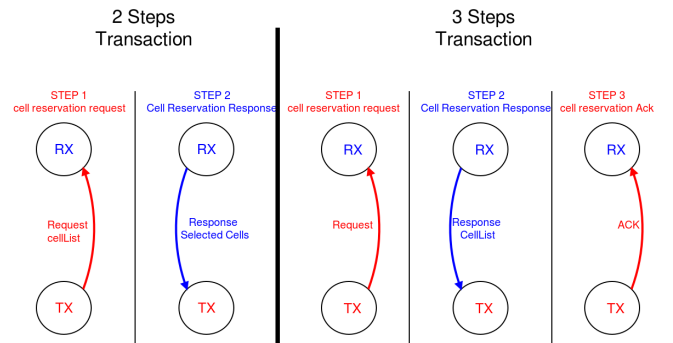 2 Steps
Transaction
STEP 1
cell reservation request
RX
Request
cellList
TX
STEP 2
Cell Reservation Response
RX
Response
Selected Cells
TX
3 Steps
Transaction
STEP 1
cell reservation request
RX
Request
TX
STEP 2
Cell Reservation Response
RX
Response
CellList
TX
STEP 3
cell reservation Ack
RX
ACK
TX